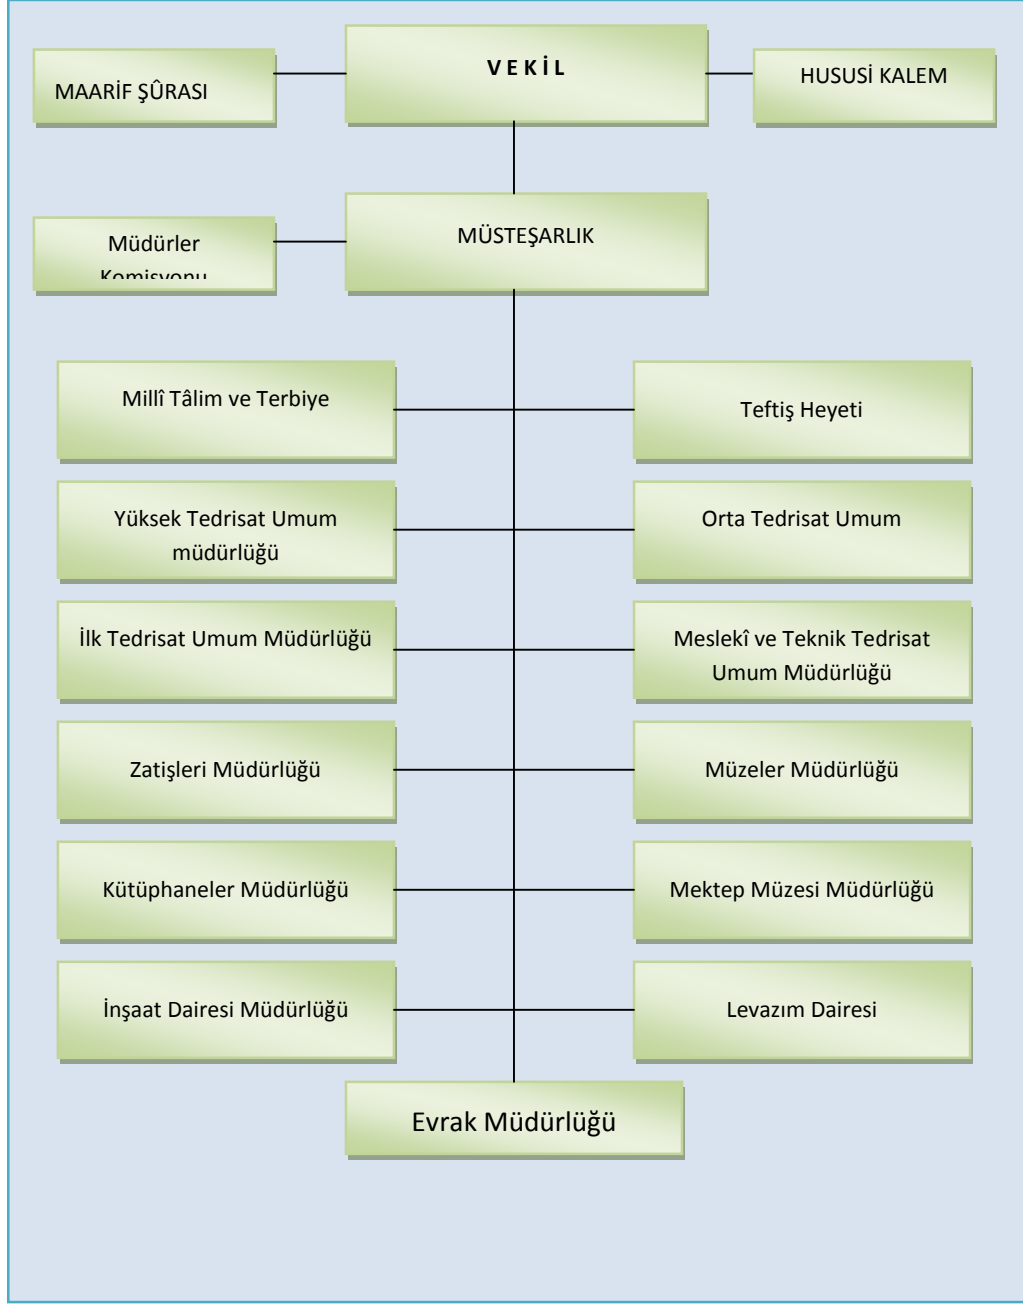 VEKİL
MAARİF ŞÛRASI
HUSUSİ KALEM
MÜSTEŞARLIK
Müdürler
Komisyonu
Millî Tâlim ve Terbiye
Teftiş Heyeti
Yüksek Tedrisat Umum
müdürlüğü
Orta Tedrisat Umum
İlk Tedrisat Umum Müdürlüğü
Meslekî ve Teknik Tedrisat
Umum Müdürlüğü
Zatişleri Müdürlüğü
Müzeler Müdürlüğü
Kütüphaneler Müdürlüğü
Mektep Müzesi Müdürlüğü
İnşaat Dairesi Müdürlüğü
Levazım Dairesi
Evrak Müdürlüğü